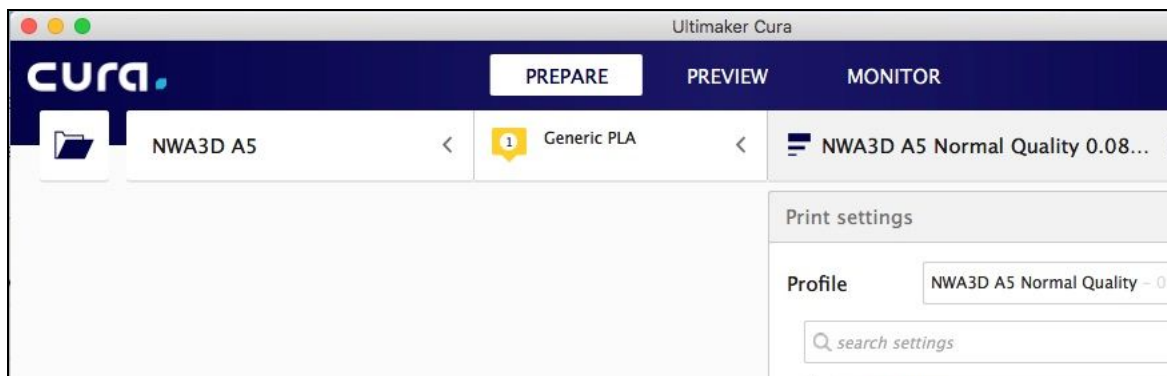 Ultimaker Cura
cura.
PREPARE PREVIEW MONITOR
NWA3D A5
1 Generic PLA
NWA3D A5 Normal Quality 0.08...
Print settings
Profile NWA3D A5 Normal Quality – 0
search settings